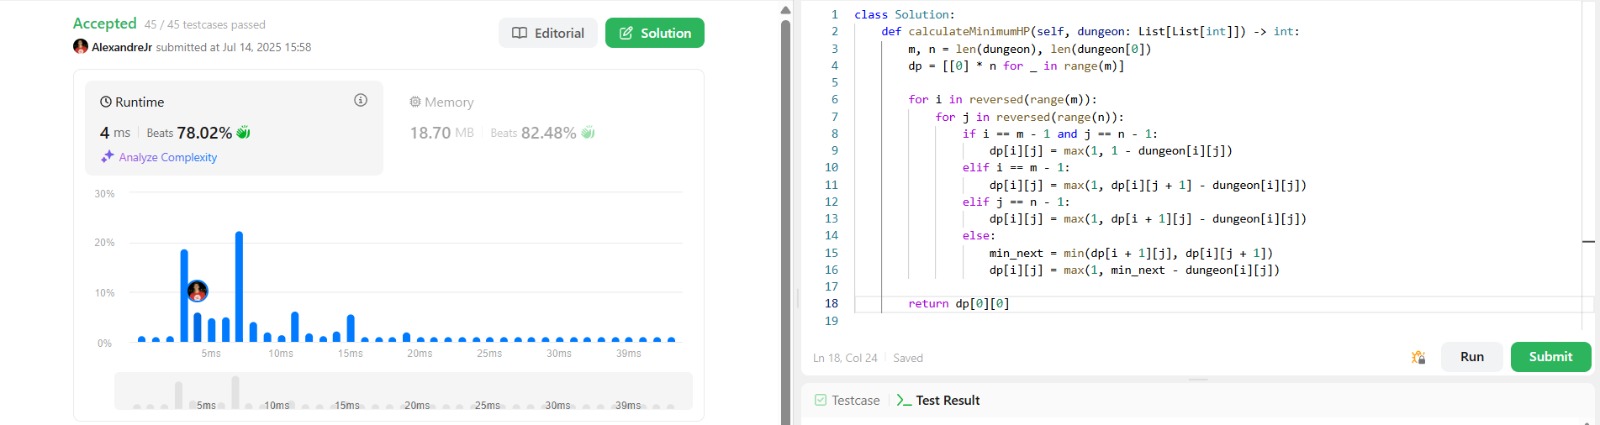 Accepted 45 / 45 testcases passed
AlexandreJr submitted at Jul 14, 2025 15:58
Editorial
Solution
Runtime
4 ms Beats 78.02%
Analyze Complexity
Memory
18.70 MB Beats 82.48%
30%
20%
10%
0%
5ms 10ms 15ms 20ms 25ms 30ms 39ms
5ms 10ms 15ms 20ms 25ms 30ms 39ms
1 class Solution:
2     def calculateMinimumHP(self, dungeon: List[List[int]]) -> int:
3         m, n = len(dungeon), len(dungeon[0])
4         dp = [[0] * n for _ in range(m)]
5
6         for i in reversed(range(m)):
7             for j in reversed(range(n)):
8                 if i == m - 1 and j == n - 1:
9                     dp[i][j] = max(1, 1 - dungeon[i][j])
10                 elif i == m - 1:
11                     dp[i][j] = max(1, dp[i][j + 1] - dungeon[i][j])
12                 elif j == n - 1:
13                     dp[i][j] = max(1, dp[i + 1][j] - dungeon[i][j])
14                 else:
15                     min_next = min(dp[i + 1][j], dp[i][j + 1])
16                     dp[i][j] = max(1, min_next - dungeon[i][j])
17
18         return dp[0][0]
19
Ln 18, Col 24 Saved
Run
Submit
Testcase
Test Result